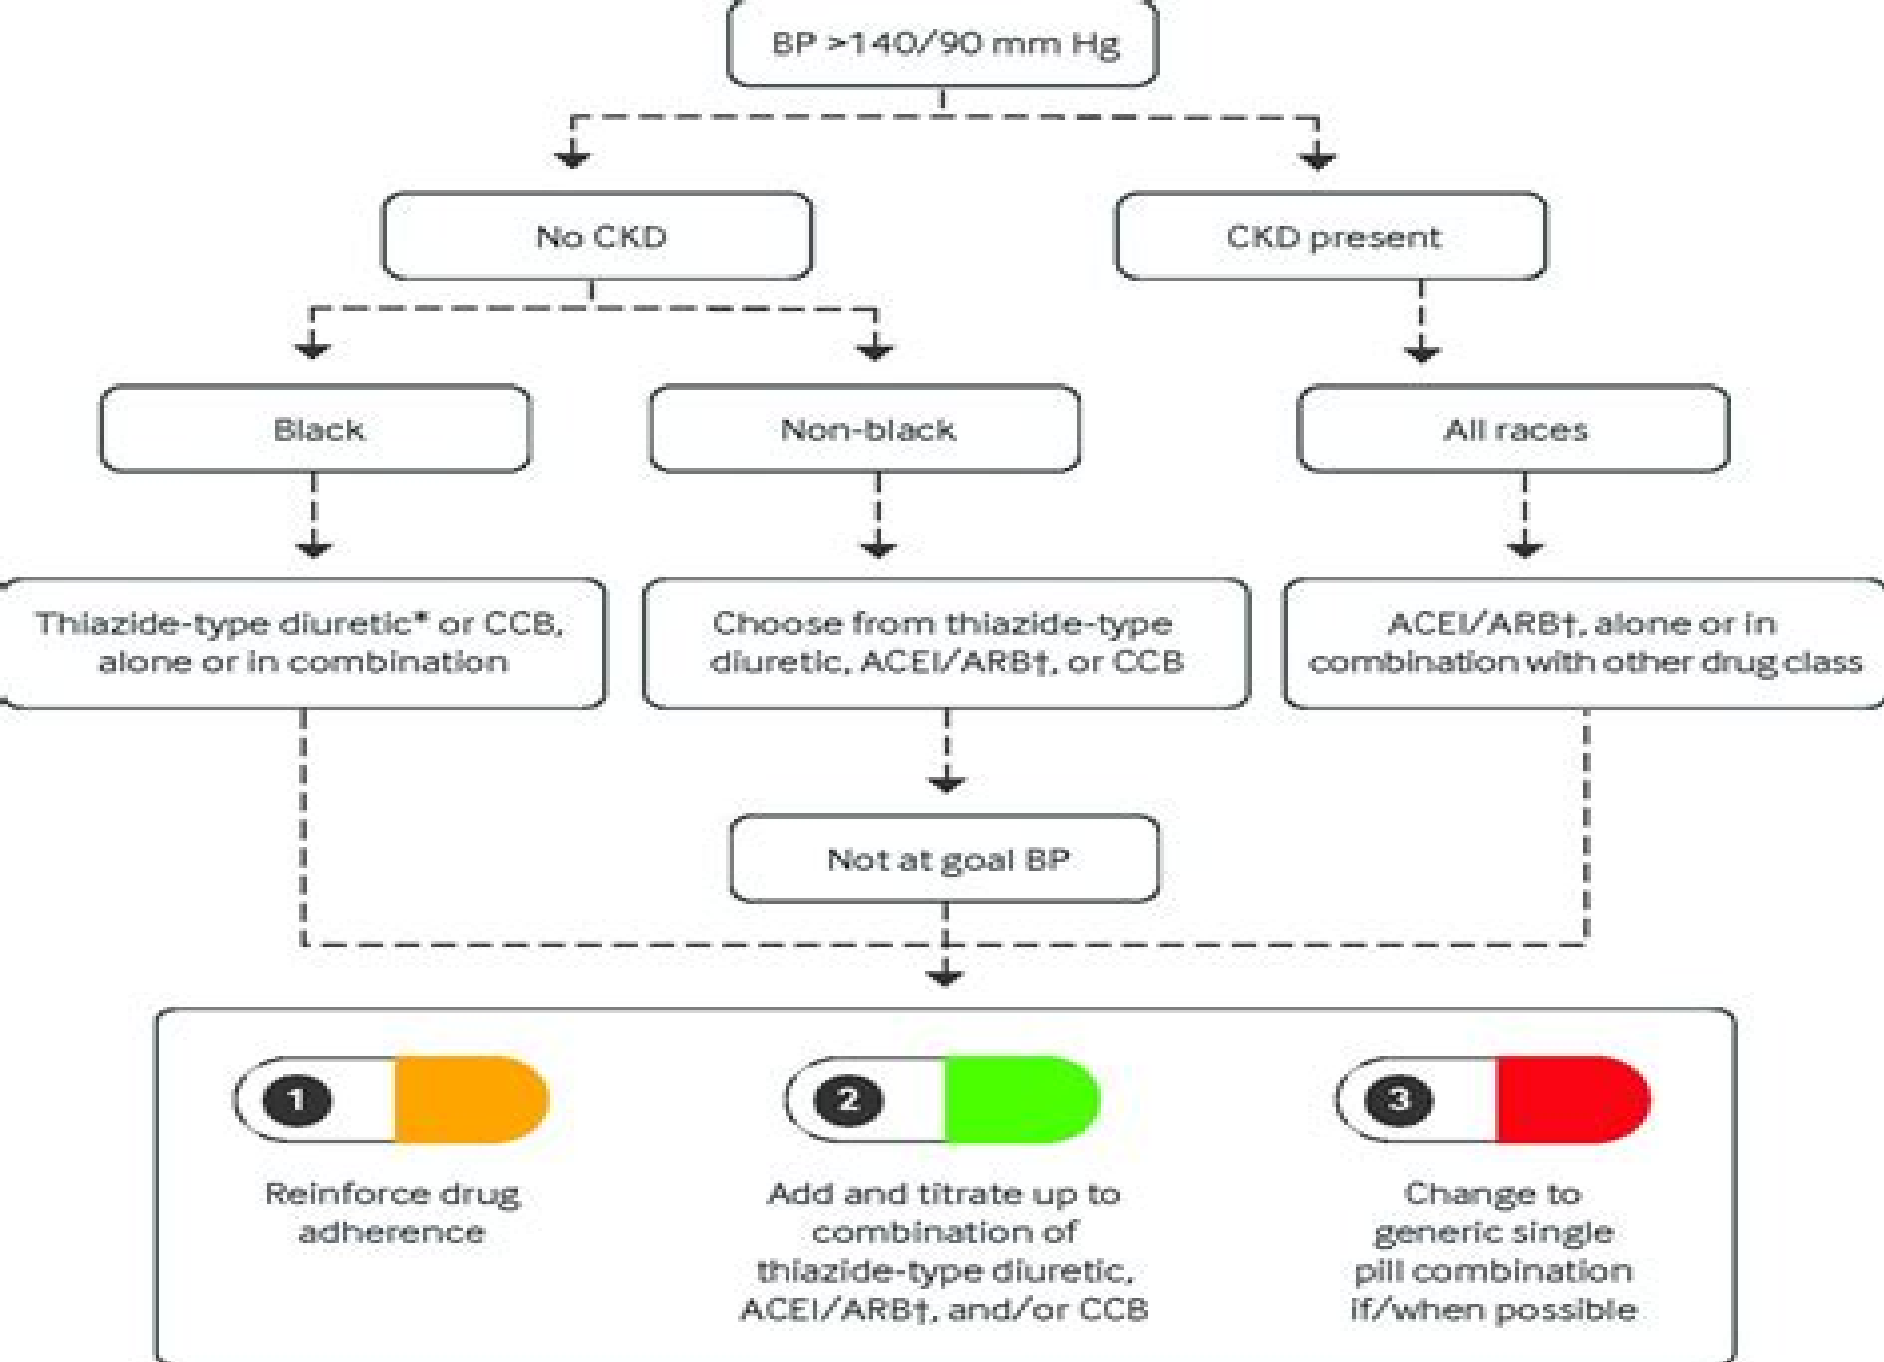 BP >140/90 mm Hg
No CKD
CKD present
Black
Non-black
All races
Thiazide-type diuretic* or CCB,
alone or in combination
Choose from thiazide-type
diuretic, ACEI/ARB†, or CCB
ACEI/ARB†, alone or in
combination with other drug class
Not at goal BP
1
Reinforce drug
adherence
2
Add and titrate up to
combination of
thiazide-type diuretic,
ACEI/ARB†, and/or CCB
3
Change to
generic single
pill combination
if/when possible